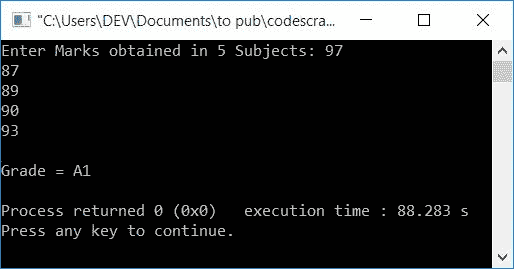 "C:\Users\DEV\Documents\to pub\codescra...
Enter Marks obtained in 5 Subjects: 97
87
89
90
93
Grade = A1
Process returned 0 (0x0)   execution time : 88.283 s
Press any key to continue.